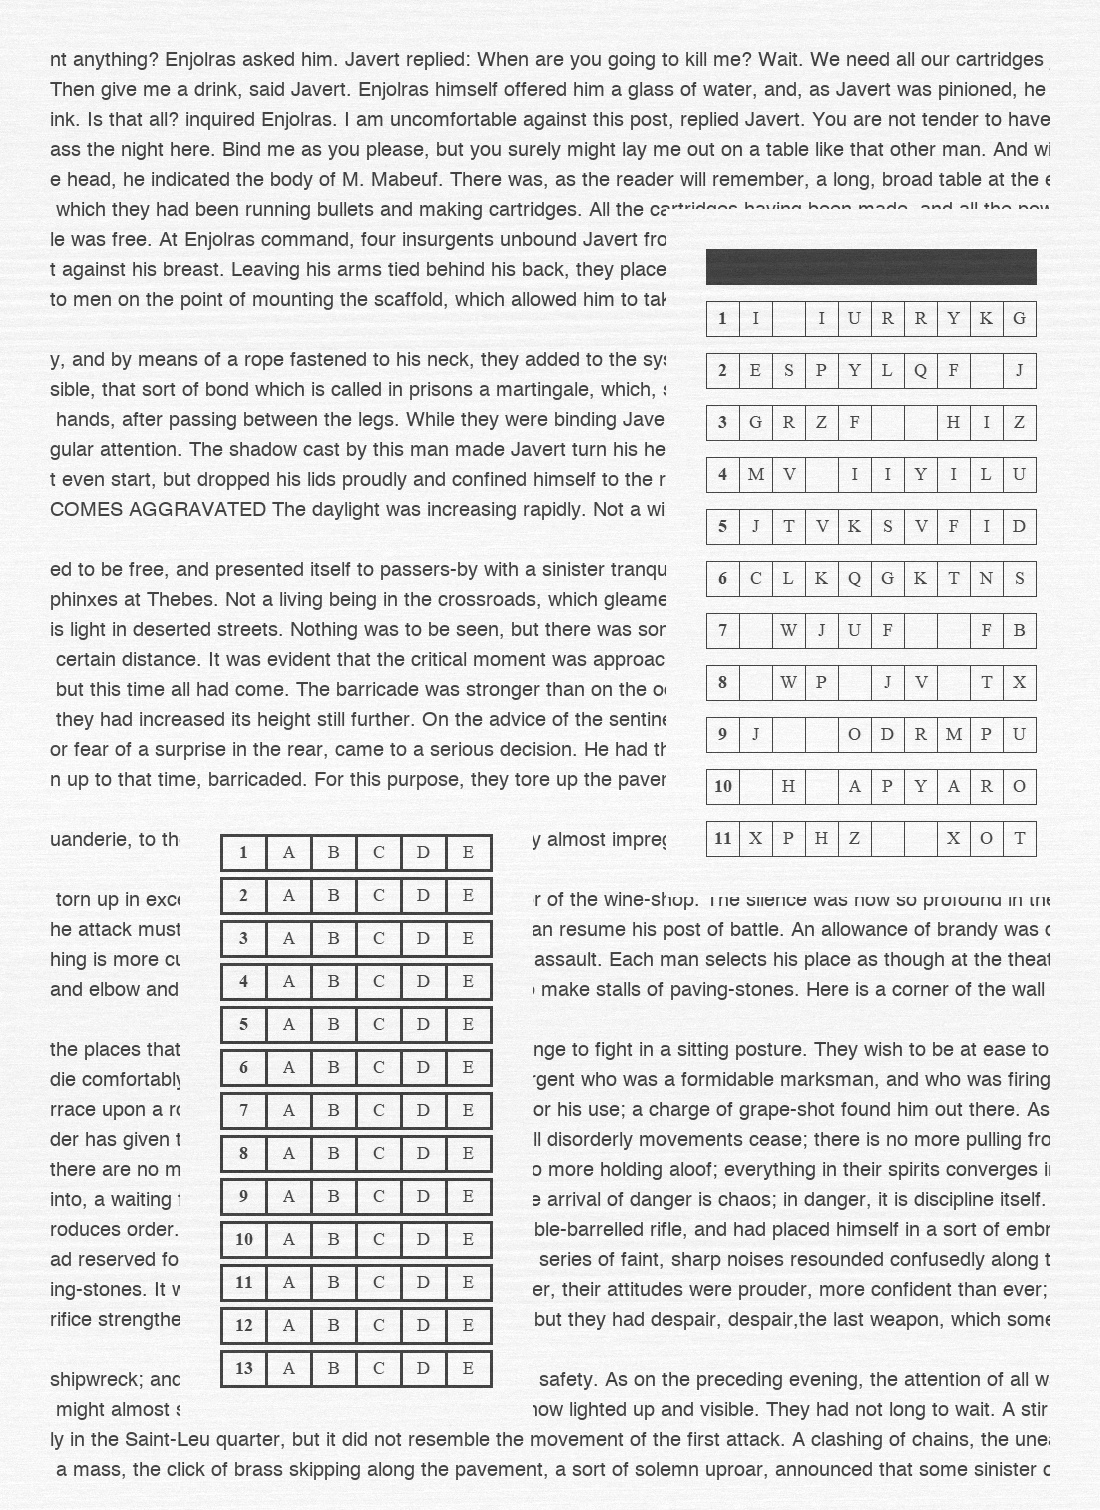 nt anything? Enjolras asked him. Javert replied: When are you going to kill me? Wait. We need all our cartridges
Then give me a drink, said Javert. Enjolras himself offered him a glass of water, and, as Javert was pinioned, he
ink. Is that all? inquired Enjolras. I am uncomfortable against this post, replied Javert. You are not tender to have
ass the night here. Bind me as you please, but you surely might lay me out on a table like that other man. And wi
e head, he indicated the body of M. Mabeuf. There was, as the reader will remember, a long, broad table at the e
which they had been running bullets and making cartridges. All the cartridges having been made, and all the pow
le was free. At Enjolras command, four insurgents unbound Javert fro
t against his breast. Leaving his arms tied behind his back, they place
to men on the point of mounting the scaffold, which allowed him to tak
y, and by means of a rope fastened to his neck, they added to the sys
sible, that sort of bond which is called in prisons a martingale, which, s
hands, after passing between the legs. While they were binding Jave
gular attention. The shadow cast by this man made Javert turn his he
t even start, but dropped his lids proudly and confined himself to the r
COMES AGGRAVATED The daylight was increasing rapidly. Not a wi
ed to be free, and presented itself to passers-by with a sinister tranqu
phinxes at Thebes. Not a living being in the crossroads, which gleame
is light in deserted streets. Nothing was to be seen, but there was som
certain distance. It was evident that the critical moment was approac
but this time all had come. The barricade was stronger than on the oc
they had increased its height still further. On the advice of the sentine
or fear of a surprise in the rear, came to a serious decision. He had th
n up to that time, barricaded. For this purpose, they tore up the paver
1 I I U R R Y K G
2 E S P Y L Q F J
3 G R Z F H I Z
4 M V I I Y I L U
5 J T V K S V F I D
6 C L K Q G K T N S
7 W J U F F B
8 W P J V T X
9 J O D R M P U
10 H A P Y A R O
11 X P H Z X O T
uanderie, to th y almost impreg
torn up in exce r of the wine-shop. The silence was now so profound in the
he attack must an resume his post of battle. An allowance of brandy was d
hing is more cu assault. Each man selects his place as though at the theat
and elbow and make stalls of paving-stones. Here is a corner of the wall
the places that nge to fight in a sitting posture. They wish to be at ease to
die comfortably rgent who was a formidable marksman, and who was firing
rrace upon a ro or his use; a charge of grape-shot found him out there. As
der has given t ll disorderly movements cease; there is no more pulling fro
there are no m o more holding aloof; everything in their spirits converges i
into, a waiting f e arrival of danger is chaos; in danger, it is discipline itself.
roduces order. ble-barrelled rifle, and had placed himself in a sort of embr
ad reserved fo series of faint, sharp noises resounded confusedly along t
ing-stones. It w er, their attitudes were prouder, more confident than ever;
rifice strengthe but they had despair, despair,the last weapon, which some
shipwreck; and safety. As on the preceding evening, the attention of all w
might almost s now lighted up and visible. They had not long to wait. A stir
ly in the Saint-Leu quarter, but it did not resemble the movement of the first attack. A clashing of chains, the unea
a mass, the click of brass skipping along the pavement, a sort of solemn uproar, announced that some sinister c
1 A B C D E
2 A B C D E
3 A B C D E
4 A B C D E
5 A B C D E
6 A B C D E
7 A B C D E
8 A B C D E
9 A B C D E
10 A B C D E
11 A B C D E
12 A B C D E
13 A B C D E